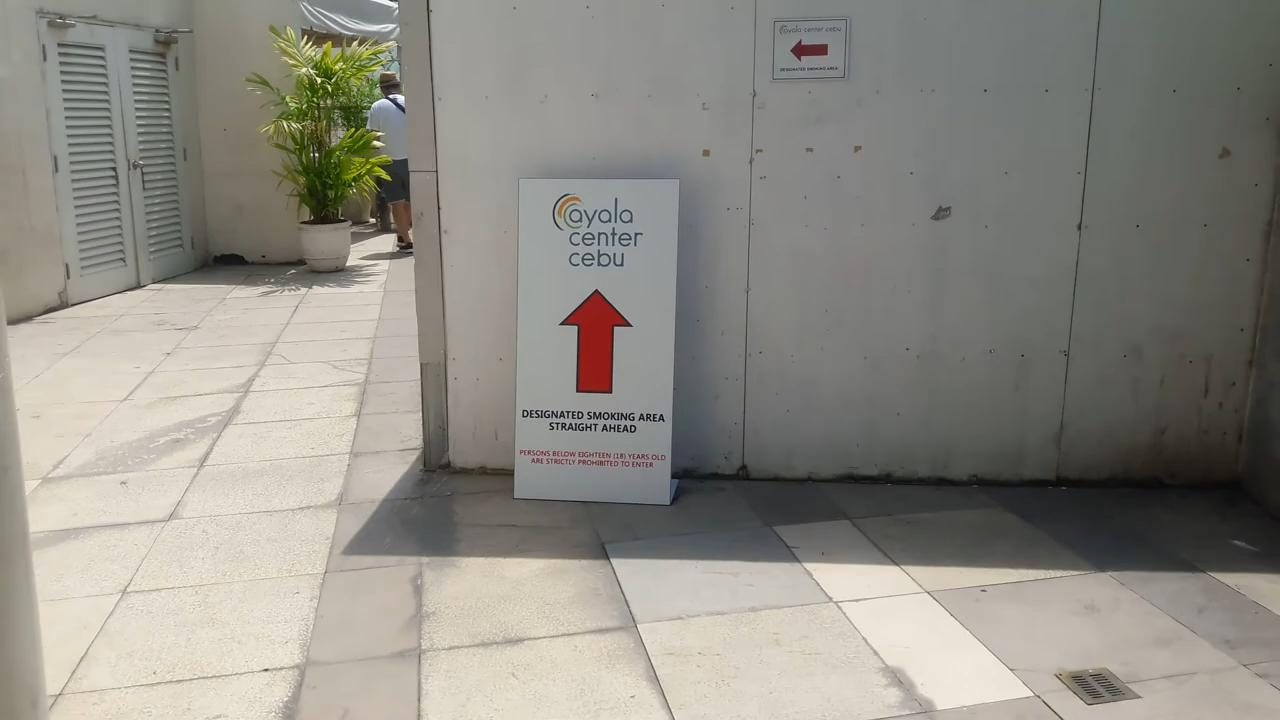 ayala center cebu
DESIGNATED SMOKING AREA
ayala
center
cebu
DESIGNATED SMOKING AREA
STRAIGHT AHEAD
PERSONS BELOW EIGHTEEN (18) YEARS OLD
ARE STRICTLY PROHIBITED TO ENTER